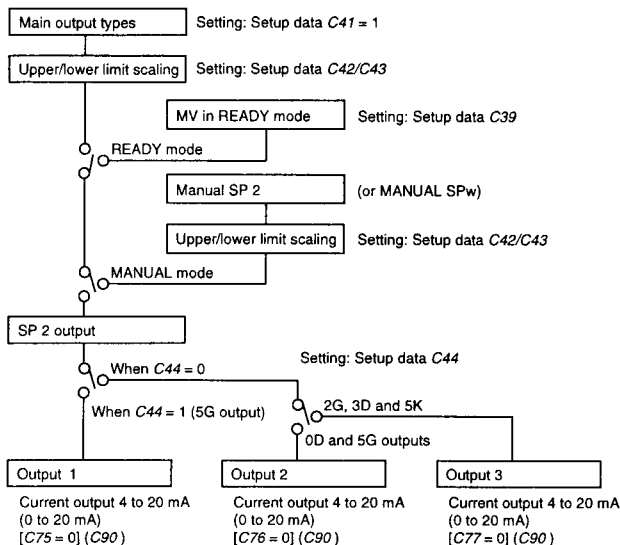 Main output types
Setting: Setup data C41 = 1
Upper/lower limit scaling
Setting: Setup data C42/C43
MV in READY mode
Setting: Setup data C39
READY mode
Manual SP 2
(or MANUAL SPw)
Upper/lower limit scaling
Setting: Setup data C42/C43
MANUAL mode
SP 2 output
When C44 = 0
Setting: Setup data C44
When C44 = 1 (5G output)
2G, 3D and 5K
0D and 5G outputs
Output 1
Current output 4 to 20 mA
(0 to 20 mA)
[C75 = 0] (C90 )
Output 2
Current output 4 to 20 mA
(0 to 20 mA)
[C76 = 0] (C90 )
Output 3
Current output 4 to 20 mA
(0 to 20 mA)
[C77 = 0] (C90 )